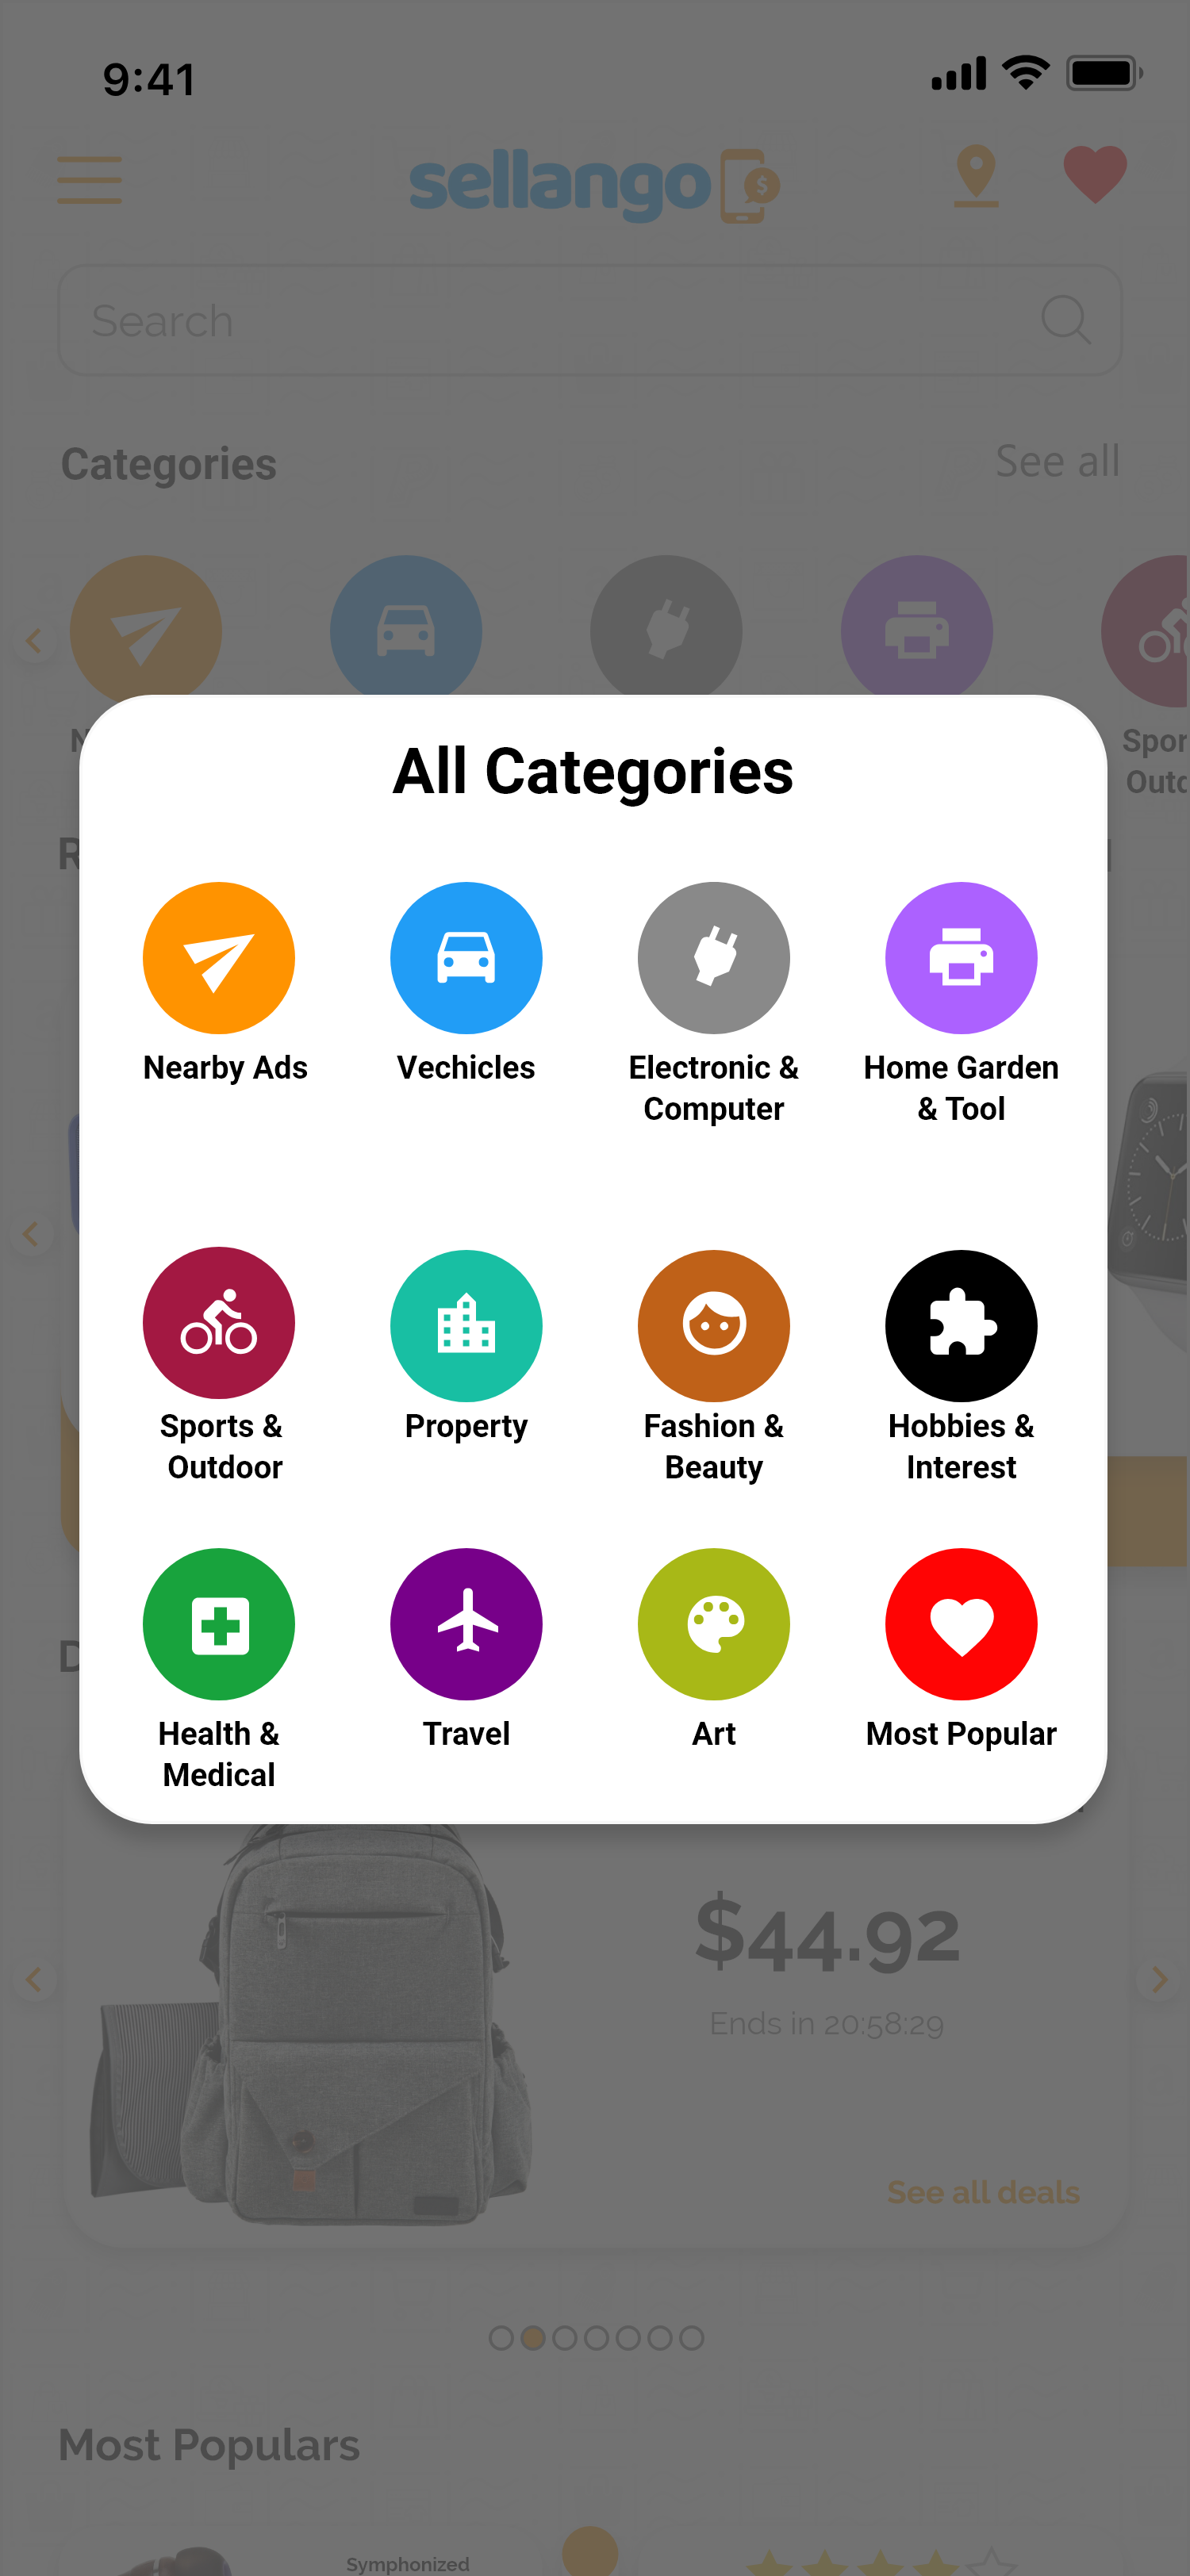 9:41
sellango
$
Search
Categories
See all
Spor
Outc
All Categories
Nearby Ads
Vechicles
Electronic &
Computer
Home Garden
& Tool
Sports &
Outdoor
Property
Fashion &
Beauty
Hobbies &
Interest
Health &
Medical
Travel
Art
Most Popular
$44.92
Ends in 20:58:29
See all deals
Most Populars
Symphonized